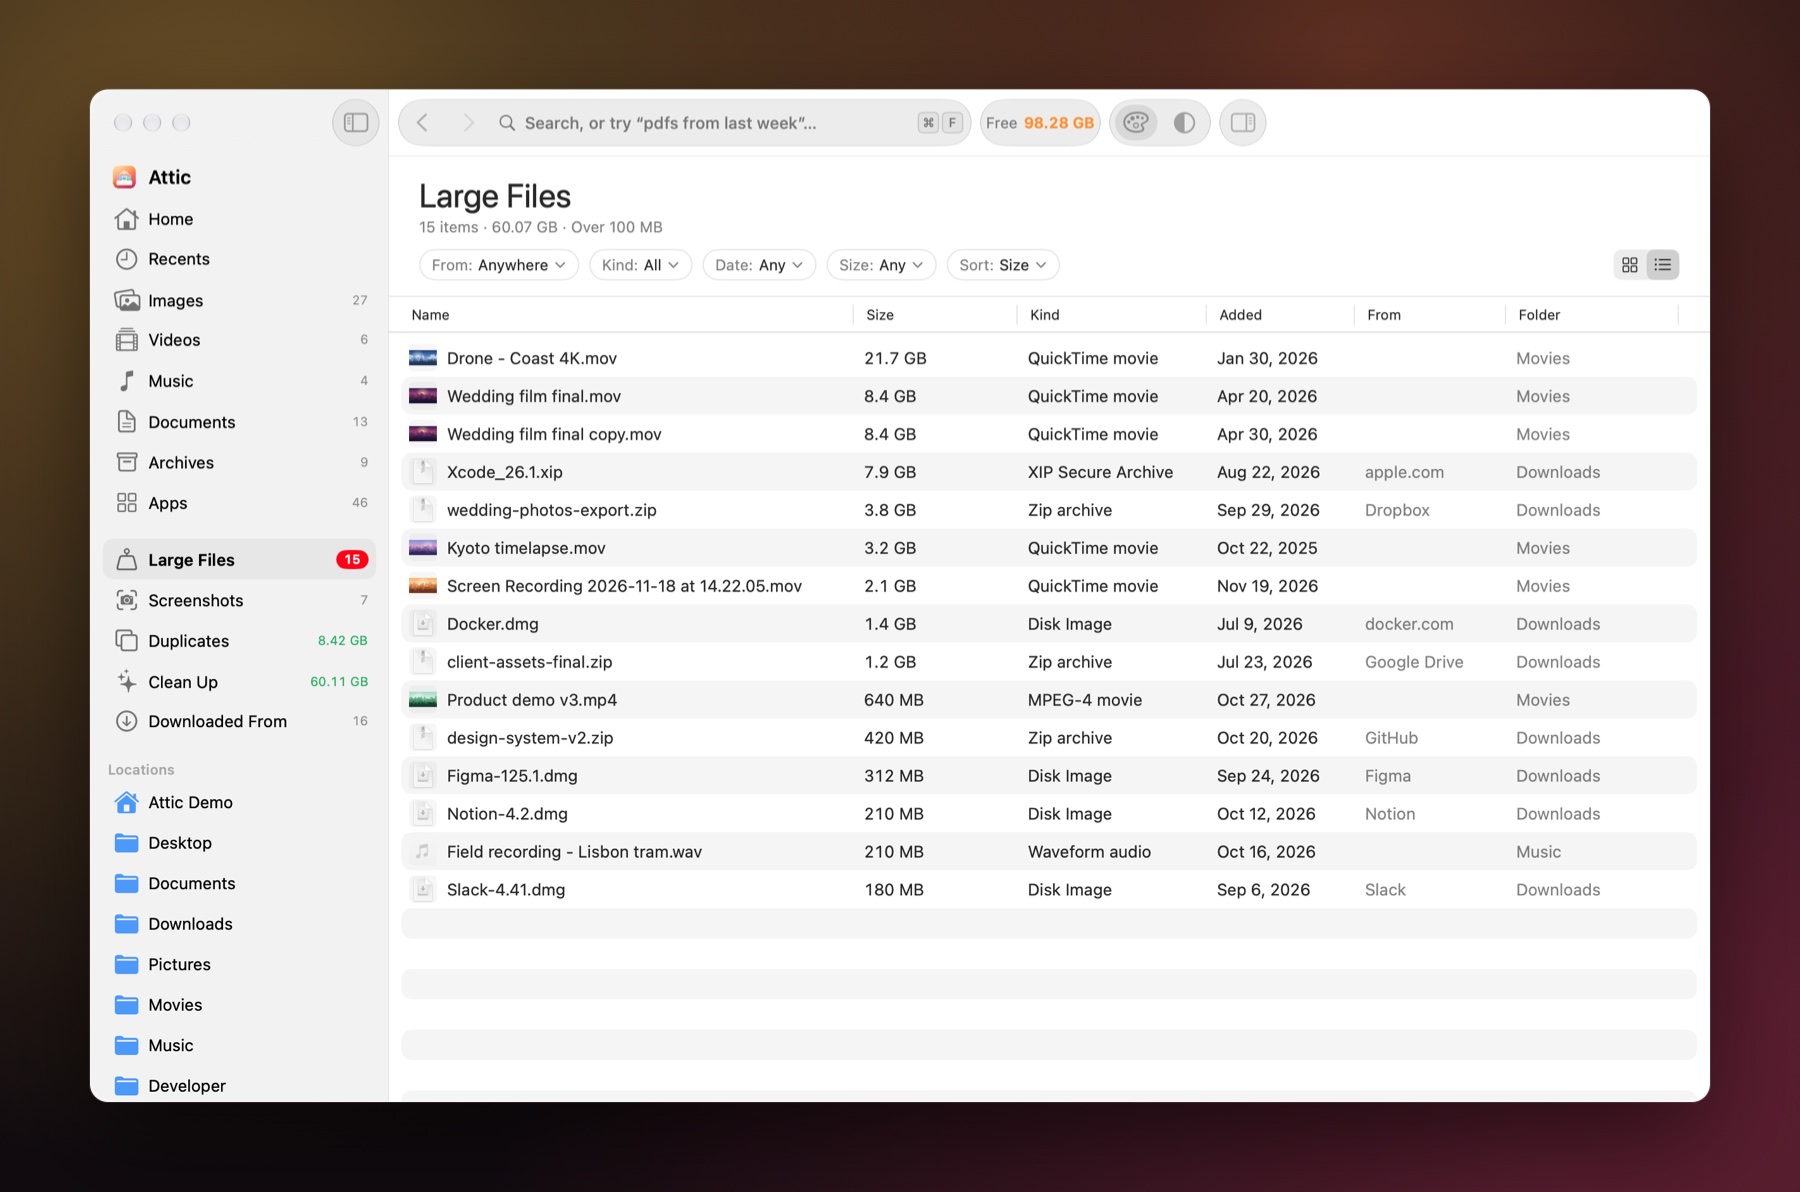 Attic
Home
Recents
Images 27
Videos 6
Music 4
Documents 13
Archives 9
Apps 46
Large Files 15
Screenshots 7
Duplicates 8.42 GB
Clean Up 60.11 GB
Downloaded From 16
Locations
Attic Demo
Desktop
Documents
Downloads
Pictures
Movies
Music
Developer
Search, or try “pdfs from last week”... ⌘ F Free 98.28 GB
Large Files
15 items · 60.07 GB · Over 100 MB
From: Anywhere Kind: All Date: Any Size: Any Sort: Size
Name Size Kind Added From Folder
Drone - Coast 4K.mov 21.7 GB QuickTime movie Jan 30, 2026 Movies
Wedding film final.mov 8.4 GB QuickTime movie Apr 20, 2026 Movies
Wedding film final copy.mov 8.4 GB QuickTime movie Apr 30, 2026 Movies
Xcode_26.1.xip 7.9 GB XIP Secure Archive Aug 22, 2026 apple.com Downloads
wedding-photos-export.zip 3.8 GB Zip archive Sep 29, 2026 Dropbox Downloads
Kyoto timelapse.mov 3.2 GB QuickTime movie Oct 22, 2025 Movies
Screen Recording 2026-11-18 at 14.22.05.mov 2.1 GB QuickTime movie Nov 19, 2026 Movies
Docker.dmg 1.4 GB Disk Image Jul 9, 2026 docker.com Downloads
client-assets-final.zip 1.2 GB Zip archive Jul 23, 2026 Google Drive Downloads
Product demo v3.mp4 640 MB MPEG-4 movie Oct 27, 2026 Movies
design-system-v2.zip 420 MB Zip archive Oct 20, 2026 GitHub Downloads
Figma-125.1.dmg 312 MB Disk Image Sep 24, 2026 Figma Downloads
Notion-4.2.dmg 210 MB Disk Image Oct 12, 2026 Notion Downloads
Field recording - Lisbon tram.wav 210 MB Waveform audio Oct 16, 2026 Music
Slack-4.41.dmg 180 MB Disk Image Sep 6, 2026 Slack Downloads